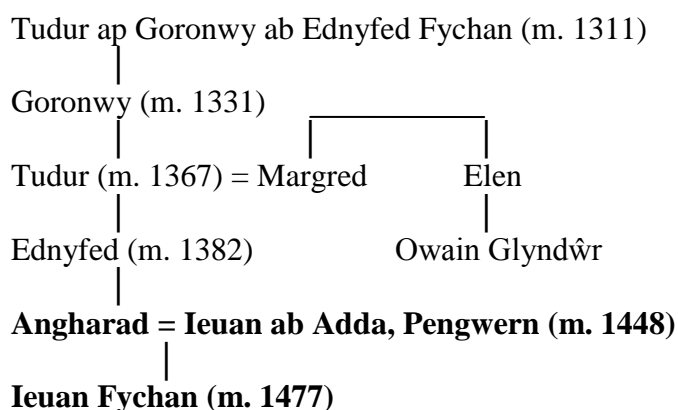 Tudur ap Goronwy ab Ednyfed Fychan (m. 1311)
Goronwy (m. 1331)
Tudur (m. 1367) = Margred Elen
Ednyfed (m. 1382) Owain Glyndŵr
Angharad = Ieuan ab Adda, Pengwern (m. 1448)
Ieuan Fychan (m. 1477)